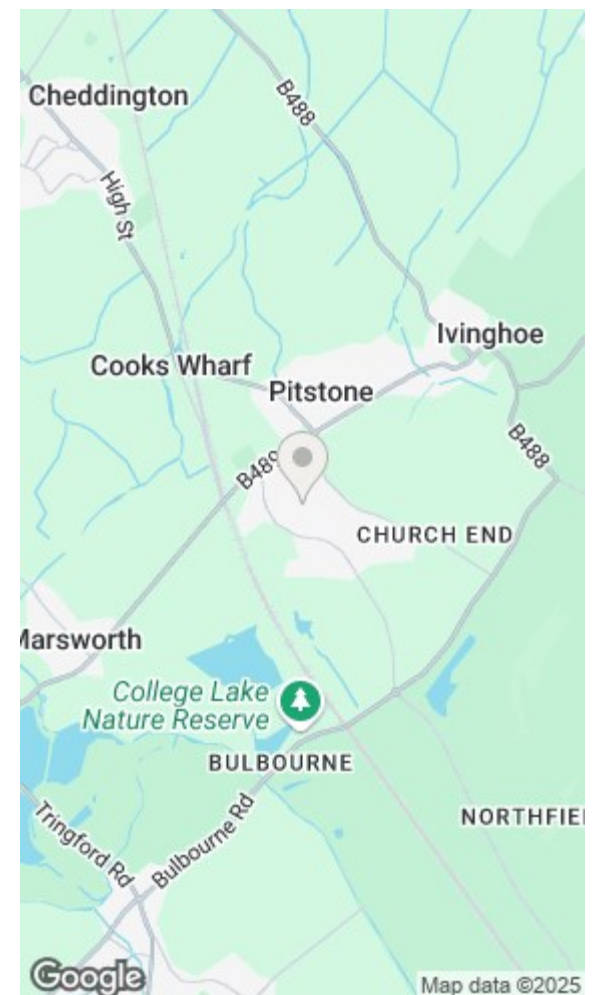 Cheddington
B488
High St
Ivinghoe
Cooks Wharf
Pitstone
B488
B489
CHURCH END
Marsworth
College Lake
Nature Reserve
BULBOURNE
NORTHFIE
Tringford Rd
Bulbourne Rd
Google
Map data ©2025